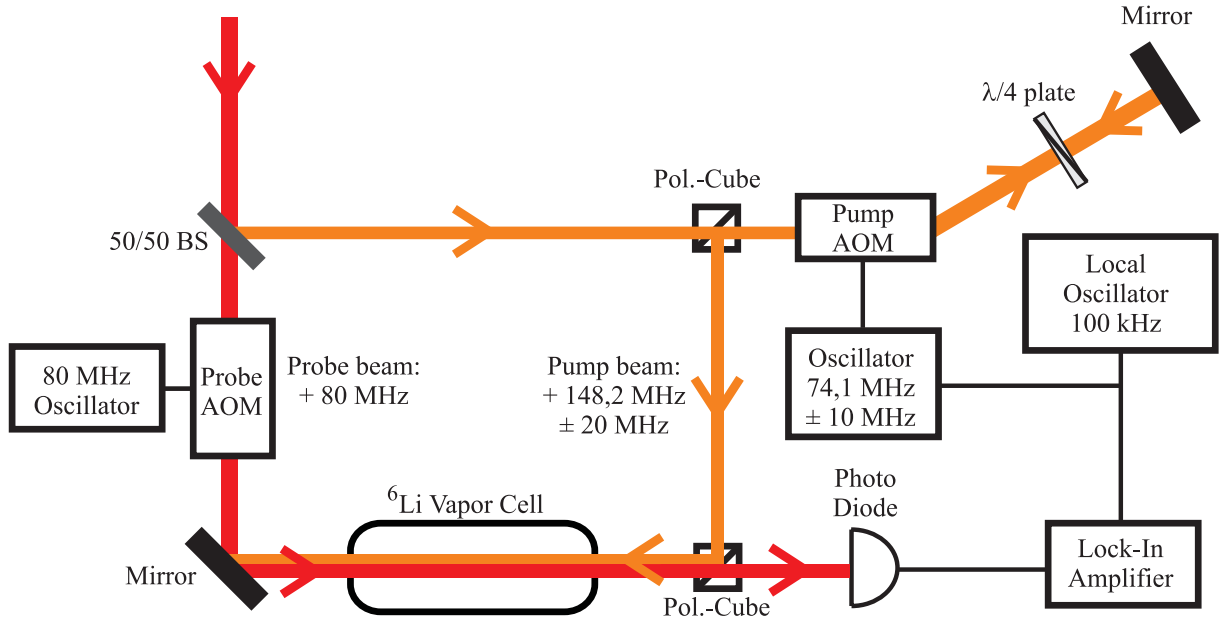 Mirror
λ/4 plate
Pol.-Cube
50/50 BS
Pump
AOM
Local
Oscillator
100 kHz
80 MHz
Oscillator
Probe
AOM
Probe beam:
+ 80 MHz
Pump beam:
+ 148,2 MHz
± 20 MHz
Oscillator
74,1 MHz
± 10 MHz
⁶Li Vapor Cell
Photo
Diode
Mirror
Pol.-Cube
Lock-In
Amplifier